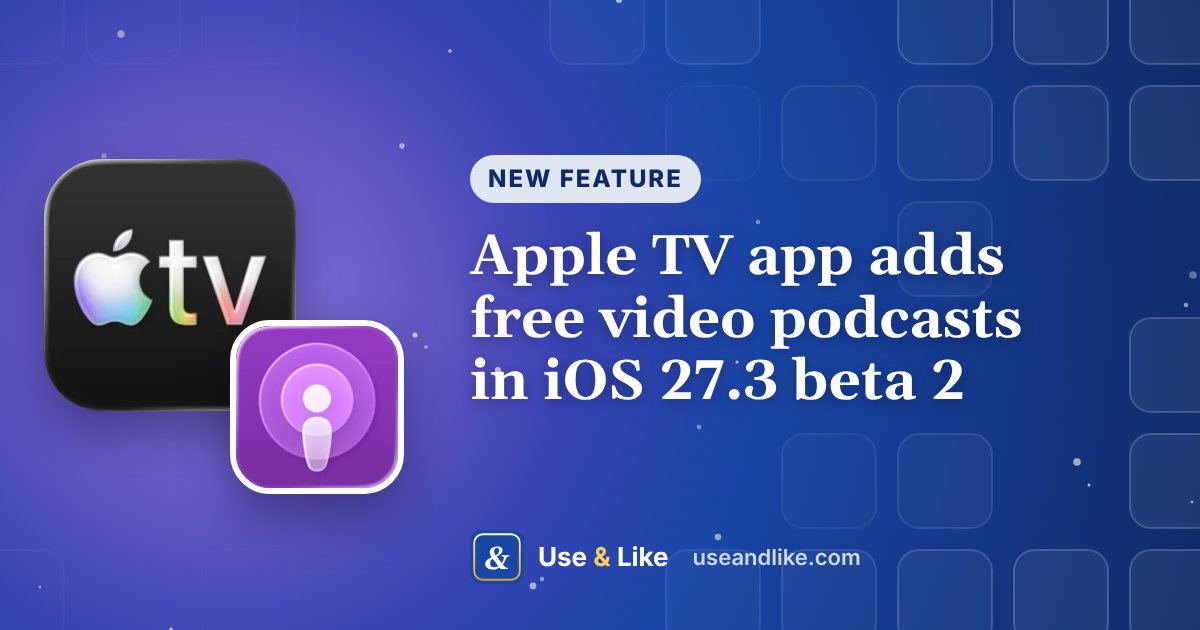 tv
NEW FEATURE
Apple TV app adds
free video podcasts
in iOS 27.3 beta 2
& Use & Like useandlike.com